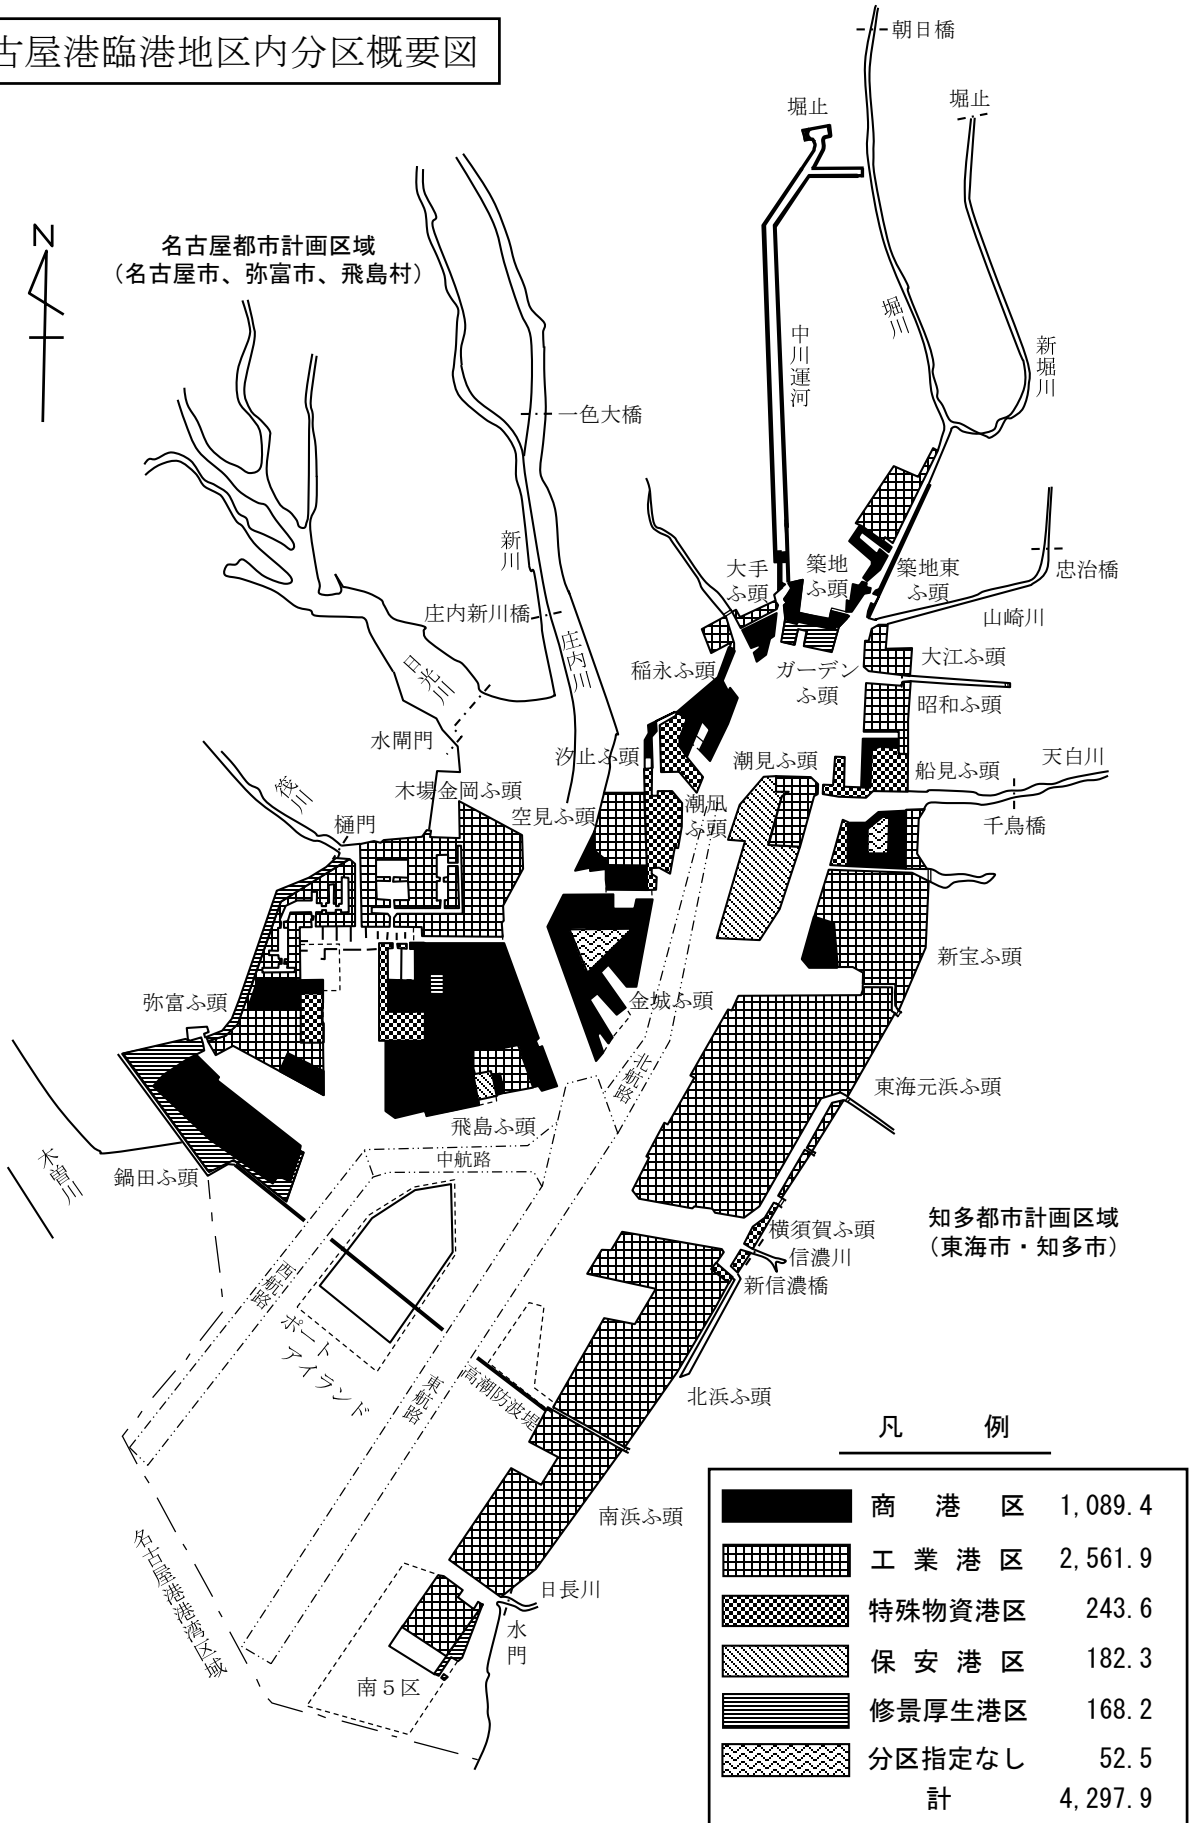 古屋港臨港地区内分区概要図
朝日橋
堀止
堀止
N
名古屋都市計画区域
（名古屋市、弥富市、飛島村）
堀川
中川運河
新堀川
一色大橋
新川
大手
ふ頭
築地
ふ頭
築地東
ふ頭
忠治橋
庄内新川橋
山崎川
庄内川
日光川
稲永ふ頭
ガーデン
ふ頭
大江ふ頭
昭和ふ頭
水閘門
汐止ふ頭
潮見ふ頭
船見ふ頭
天白川
筏川
木場金岡ふ頭
空見ふ頭
潮凪
ふ頭
樋門
千鳥橋
新宝ふ頭
弥富ふ頭
金城ふ頭
北航路
東海元浜ふ頭
飛島ふ頭
中航路
木曽川
鍋田ふ頭
知多都市計画区域
（東海市・知多市）
横須賀ふ頭
信濃川
新信濃橋
西航路
ポート
アイランド
東航路
高潮防波堤
北浜ふ頭
南浜ふ頭
名古屋港港湾区域
日長川
水門
南５区
凡　例
商港区 1,089.4
工業港区 2,561.9
特殊物資港区 243.6
保安港区 182.3
修景厚生港区 168.2
分区指定なし 52.5
計 4,297.9